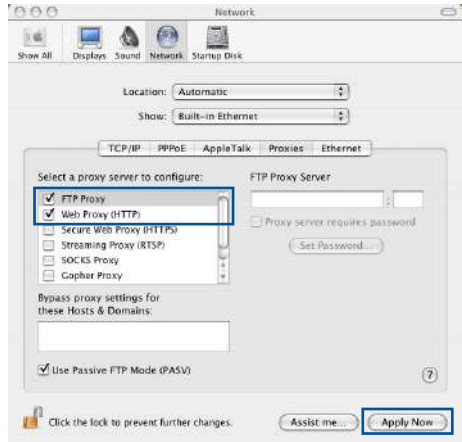 Network
Show All Displays Sound Network Startup Disk
Location: Automatic
Show: Built-in Ethernet
TCP/IP PPPoE AppleTalk Proxies Ethernet
Select a proxy server to configure:
FTP Proxy
Web Proxy (HTTP)
Secure Web Proxy (HTTPS)
Streaming Proxy (RTSP)
SOCKS Proxy
Gopher Proxy
FTP Proxy Server
:
Proxy server requires password
Set Password...
Bypass proxy settings for
these Hosts & Domains:
Use Passive FTP Mode (PASV)
?
Click the lock to prevent further changes.
Assist me... Apply Now